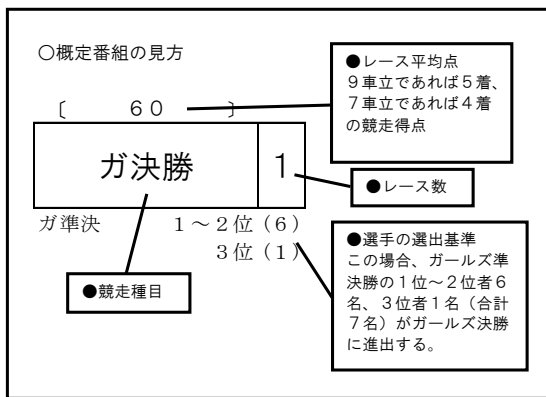 ○概定番組の見方
●レース平均点
９車立であれば５着、
７車立であれば４着
の競走得点
〔　　６０　　〕
ガ決勝
1
●レース数
ガ準決　　１～２位（６）
３位（１）
●選手の選出基準
この場合、ガールズ準
決勝の１位～２位者６
名、３位者１名（合計
７名）がガールズ決勝
に進出する。
●競走種目